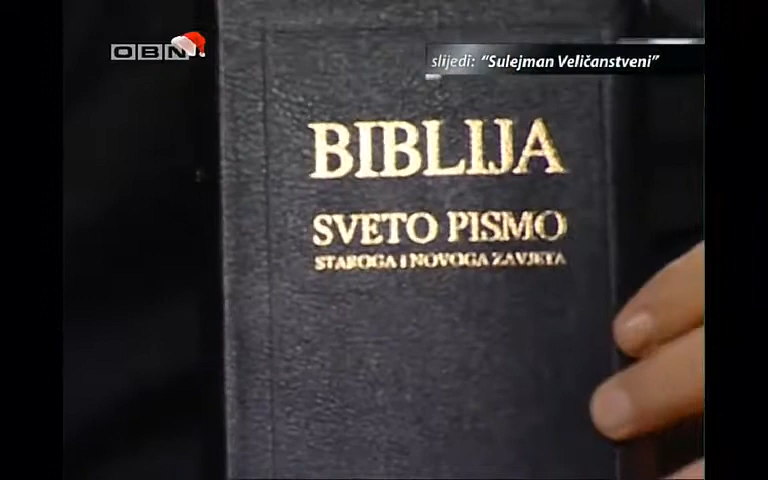 OBN
slijedi: "Sulejman Veličanstveni"
BIBLIJA
SVETO PISMO
STAROGA I NOVOGA ZAVJETA